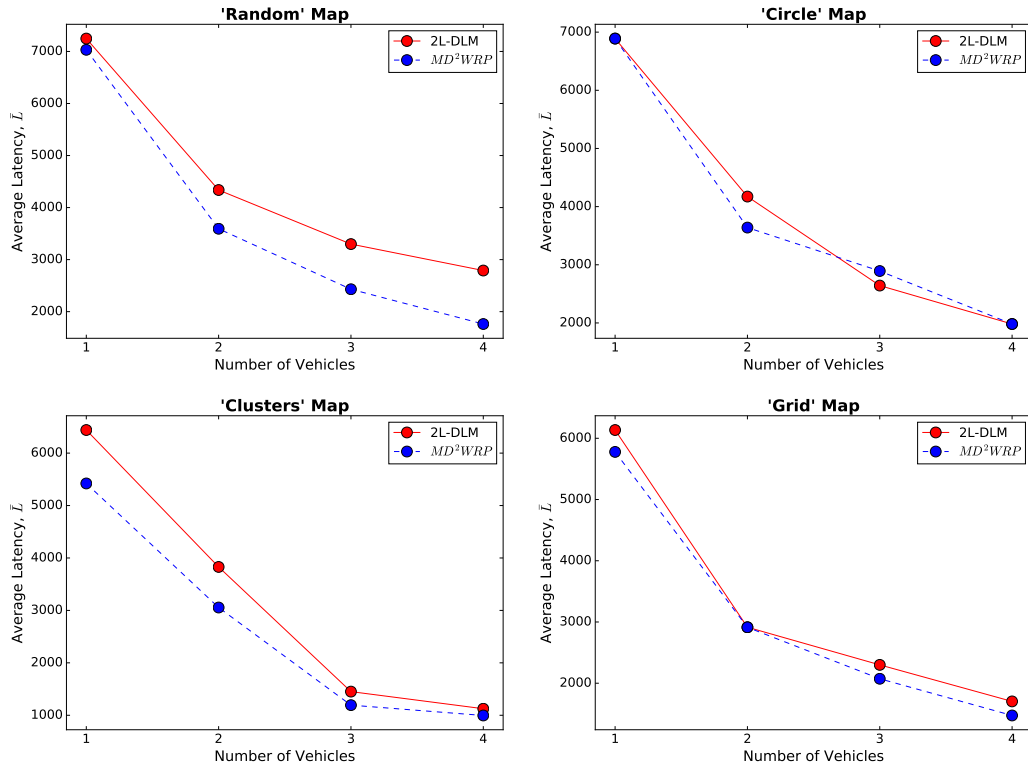 'Random' Map
7000
6000
5000
4000
3000
2000
Average Latency, L̄
1
2
3
4
Number of Vehicles
2L-DLM
MD²WRP
'Circle' Map
7000
6000
5000
4000
3000
2000
Average Latency, L̄
1
2
3
4
Number of Vehicles
2L-DLM
MD²WRP
'Clusters' Map
6000
5000
4000
3000
2000
1000
Average Latency, L̄
1
2
3
4
Number of Vehicles
2L-DLM
MD²WRP
'Grid' Map
6000
5000
4000
3000
2000
Average Latency, L̄
1
2
3
4
Number of Vehicles
2L-DLM
MD²WRP